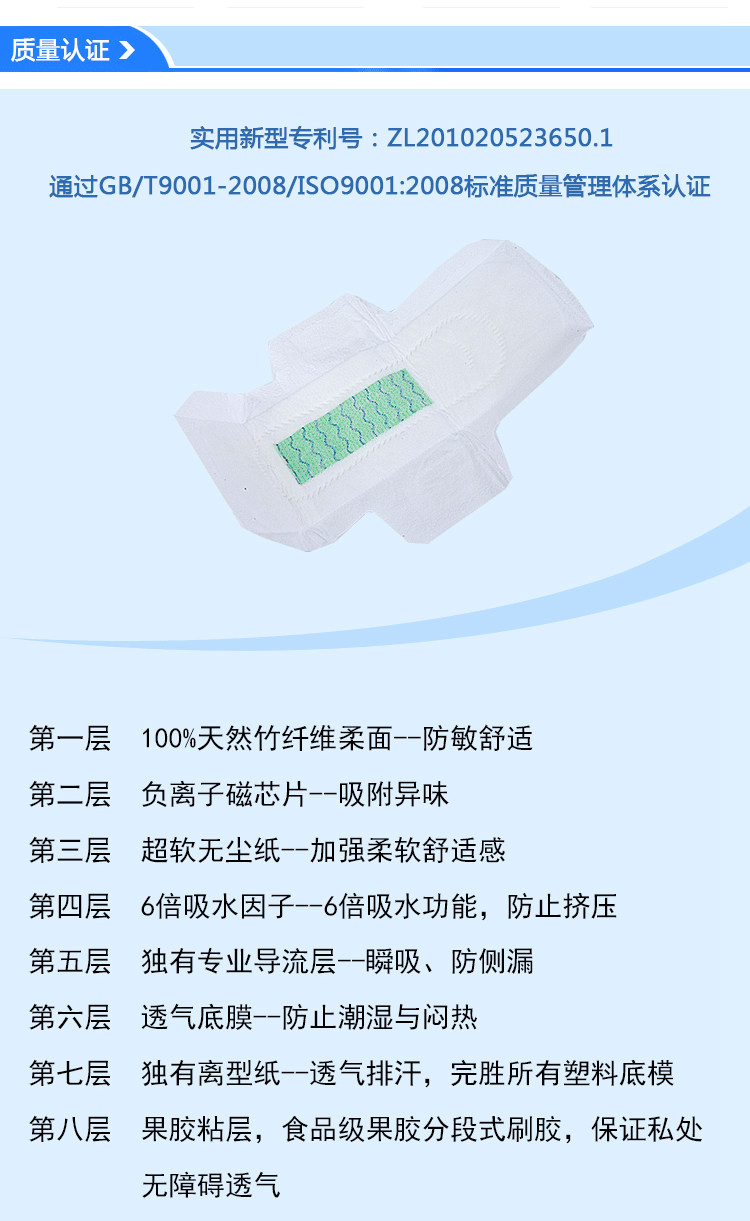 质量认证
实用新型专利号：ZL201020523650.1
通过GB/T9001-2008/ISO9001:2008标准质量管理体系认证
第一层 100%天然竹纤维柔面--防敏舒适
第二层 负离子磁芯片--吸附异味
第三层 超软无尘纸--加强柔软舒适感
第四层 6倍吸水因子--6倍吸水功能，防止挤压
第五层 独有专业导流层--瞬吸、防侧漏
第六层 透气底膜--防止潮湿与闷热
第七层 独有离型纸--透气排汗，完胜所有塑料底模
第八层 果胶粘层，食品级果胶分段式刷胶，保证私处
无障碍透气